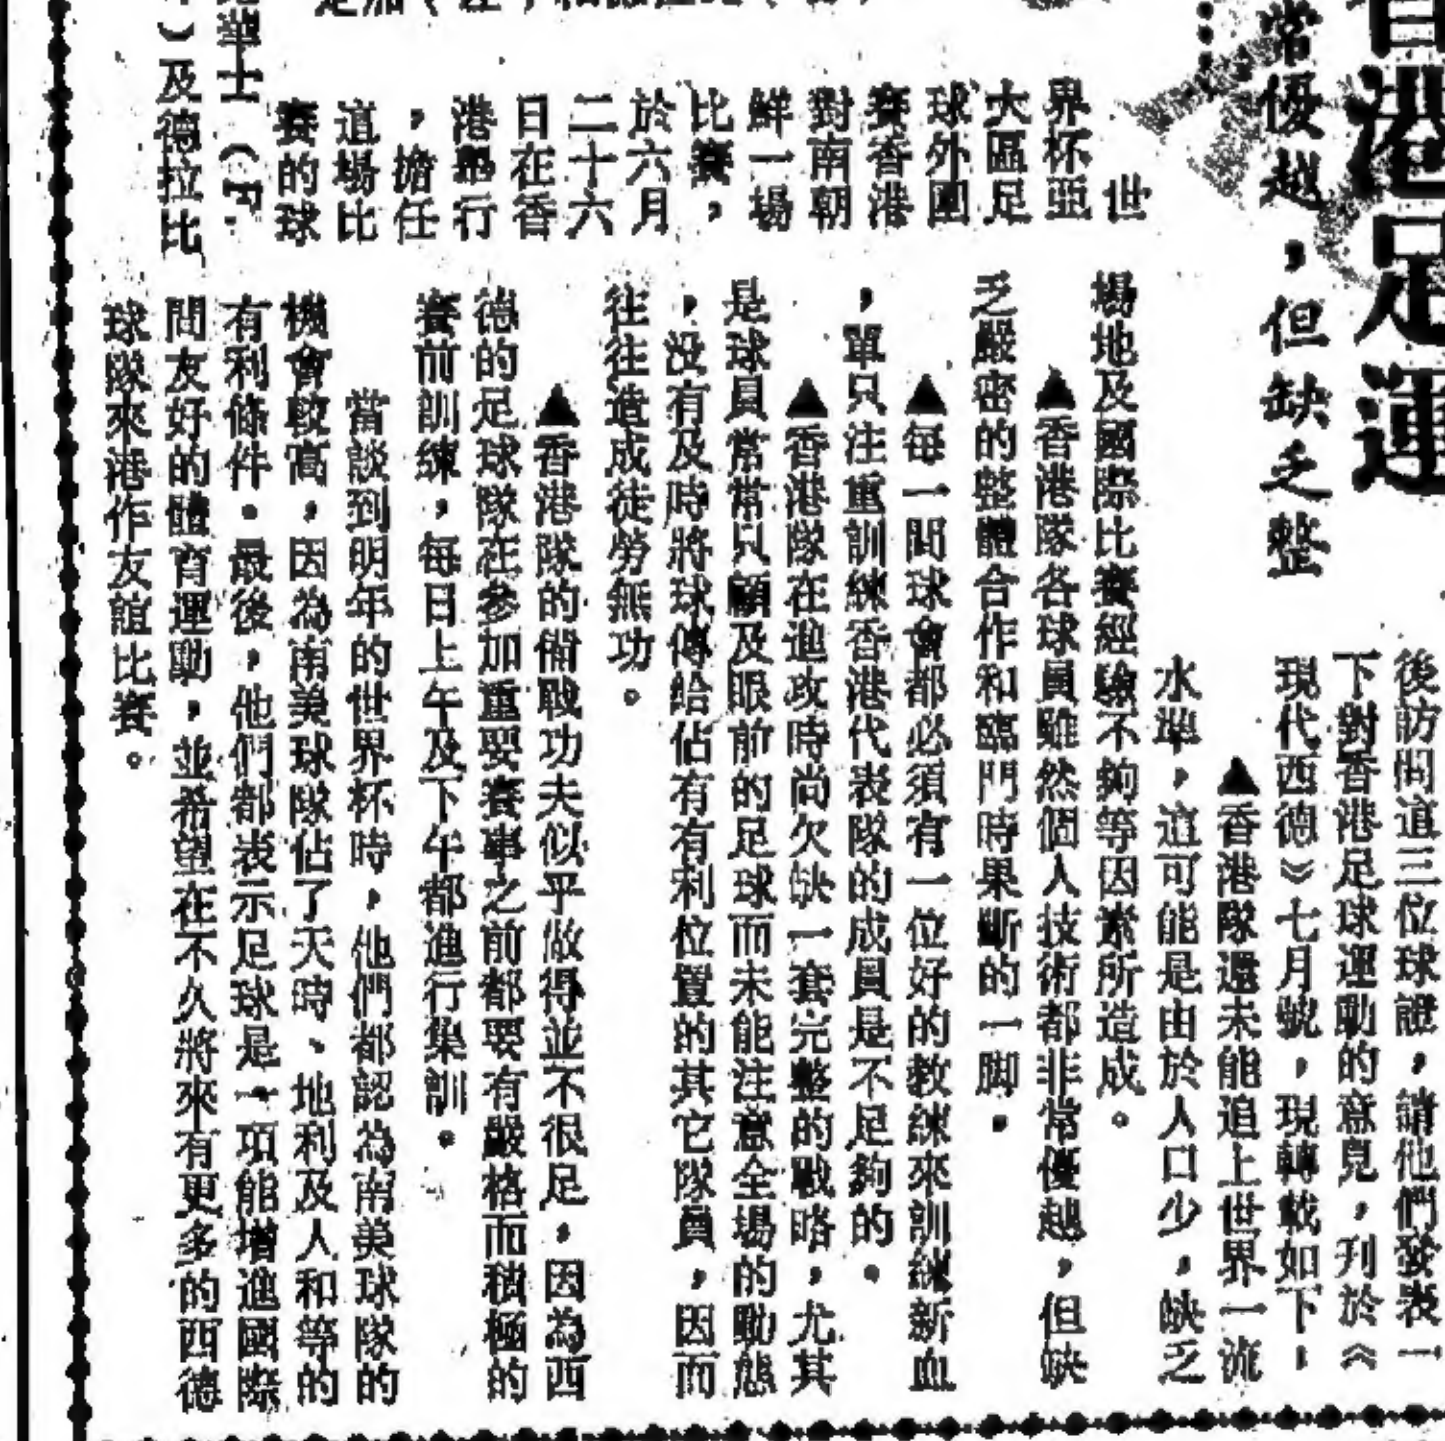 香港足運
常優越，但缺乏整
世
界杯亞
大區足
球外圍
賽香港
對南朝
鮮一場
比賽，
於六月
二十六
日在香
港舉行
，擔任
這場比
賽的球
華士（F·
）及德拉比
後訪問這三位球證，請他們發表一
下對香港足球運動的意見，刊於《
現代西德》七月號，現轉載如下：
▲香港隊還未能追上世界一流
水準，這可能是由於人口少，缺乏
場地及國際比賽經驗不夠等因素所造成。
▲香港隊各球員雖然個人技術都非常優越，但缺
乏嚴密的整體合作和臨門時果斷的一脚。
▲每一間球會都必須有一位好的教練來訓練新血
，單只注重訓練香港代表隊的成員是不足夠的。
▲香港隊在進攻時尚欠缺一套完整的戰略，尤其
是球員常常只顧及眼前的足球而未能注意全場的動態
，沒有及時將球傳給佔有有利位置的其它隊員，因而
往往造成徒勞無功。
▲香港隊的備戰功夫似乎做得並不很足，因為西
德的足球隊在參加重要賽事之前都要有嚴格而積極的
賽前訓練，每日上午及下午都進行集訓。
當談到明年的世界杯時，他們都認為南美球隊的
機會較高，因為南美球隊佔了天時、地利及人和等的
有利條件。最後，他們都表示足球是一項能增進國際
間友好的體育運動，並希望在不久將來有更多的西德
球隊來港作友誼比賽。